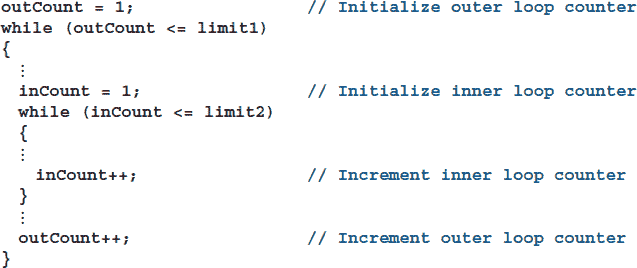 outCount = 1; // Initialize outer loop counter
while (outCount <= limit1)
{
⋮
inCount = 1; // Initialize inner loop counter
while (inCount <= limit2)
{
⋮
inCount++; // Increment inner loop counter
}
⋮
outCount++; // Increment outer loop counter
}